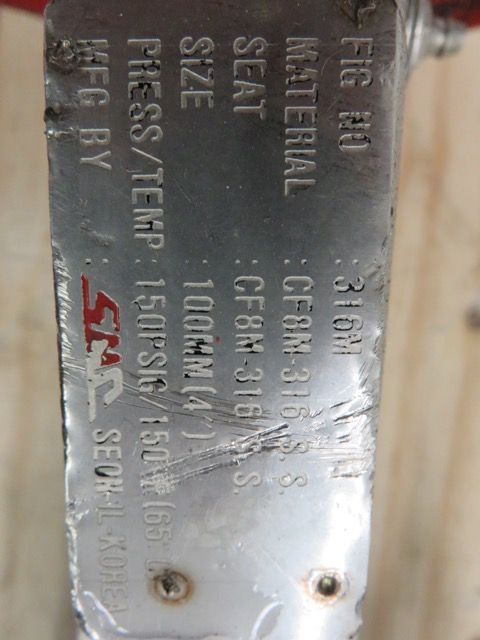 FIG NO : 316M
MATERIAL : CF8M-316 S.S.
SEAT : CF8M-316 S.S.
SIZE : 100MM(4")
PRESS/TEMP : 150PSIG/150
MFG BY : SMC SEOW-L-KOREA